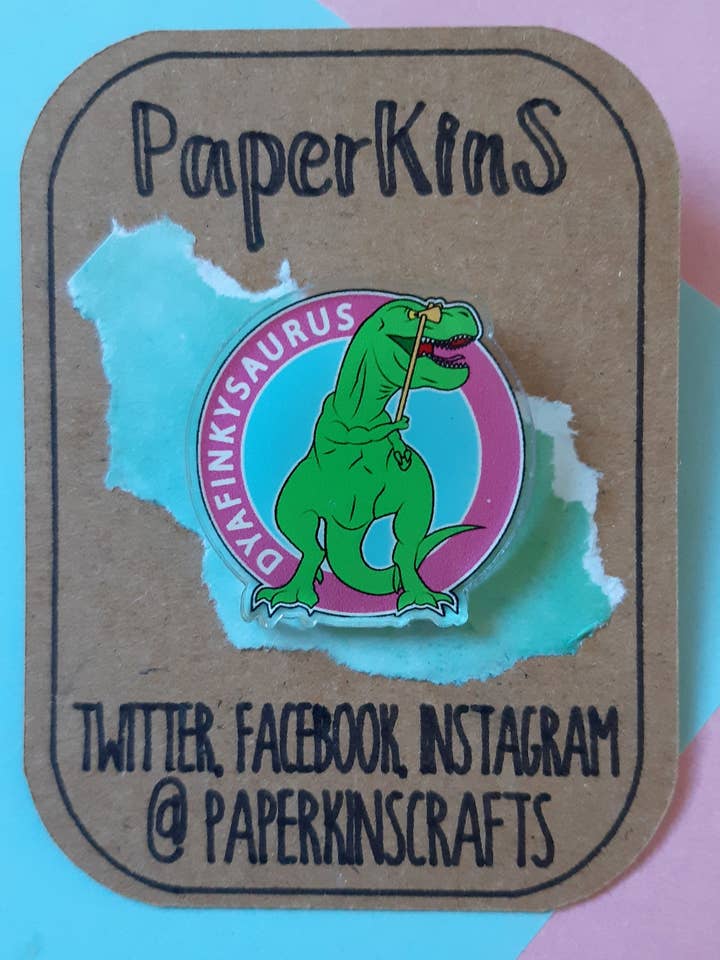 PaperKinS
DYAFINKYSAURUS
TWITTER, FACEBOOK, INSTAGRAM
@ PAPERKINSCRAFTS